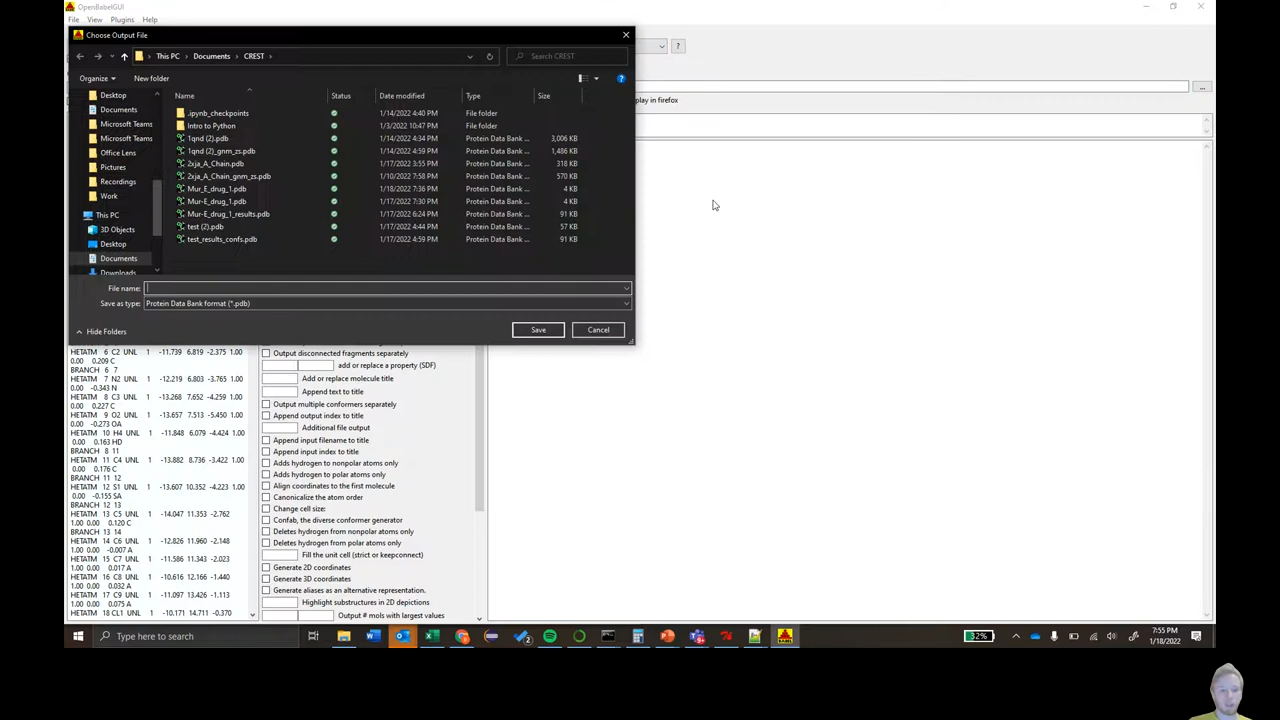 OpenBabelGUI
File View Plugins Help
Choose Output File
This PC > Documents > CREST >
Search CREST
Organize New folder
Name Status Date modified Type Size
Desktop
Documents
Microsoft Teams
Microsoft Teams
Office Lens
Pictures
Recordings
Work
This PC
3D Objects
Desktop
Documents
Downloads
.ipynb_checkpoints 1/14/2022 4:40 PM File folder
Intro to Python 1/3/2022 10:47 PM File folder
1qnd (2).pdb 1/14/2022 4:34 PM Protein Data Bank ... 3,006 KB
1qnd (2)_gnm_zs.pdb 1/14/2022 4:59 PM Protein Data Bank ... 1,486 KB
2xja_A_Chain.pdb 1/17/2022 3:55 PM Protein Data Bank ... 318 KB
2xja_A_Chain_gnm_zs.pdb 1/10/2022 7:58 PM Protein Data Bank ... 570 KB
Mur_E_drug_1.pdb 1/18/2022 7:36 PM Protein Data Bank ... 4 KB
Mur-E_drug_1.pdb 1/17/2022 7:30 PM Protein Data Bank ... 4 KB
Mur-E_drug_1_results.pdb 1/17/2022 6:24 PM Protein Data Bank ... 91 KB
test (2).pdb 1/17/2022 4:44 PM Protein Data Bank ... 57 KB
test_results_confs.pdb 1/17/2022 4:59 PM Protein Data Bank ... 91 KB
File name:
Save as type: Protein Data Bank format (*.pdb)
Hide Folders Save Cancel
?
...
play in firefox
HETATM 6 C2 UNL 1 -11.739 6.819 -2.375 1.00
0.00 0.209 C
BRANCH 6 7
HETATM 7 N2 UNL 1 -12.219 6.803 -3.765 1.00
0.00 -0.343 N
HETATM 8 C3 UNL 1 -13.268 7.652 -4.259 1.00
0.00 0.227 C
HETATM 9 O2 UNL 1 -13.657 7.513 -5.450 1.00
0.00 -0.273 OA
HETATM 10 H4 UNL 1 -11.848 6.079 -4.424 1.00
0.00 0.163 HD
BRANCH 8 11
HETATM 11 C4 UNL 1 -13.882 8.736 -3.422 1.00
0.00 0.176 C
BRANCH 11 12
HETATM 12 S1 UNL 1 -13.607 10.352 -4.223 1.00
0.00 -0.155 SA
BRANCH 12 13
HETATM 13 C5 UNL 1 -14.047 11.353 -2.762
1.00 0.00 0.120 C
BRANCH 13 14
HETATM 14 C6 UNL 1 -12.826 11.960 -2.148
1.00 0.00 -0.007 A
HETATM 15 C7 UNL 1 -11.586 11.343 -2.023
1.00 0.00 0.017 A
HETATM 16 C8 UNL 1 -10.616 12.166 -1.440
1.00 0.00 0.032 A
HETATM 17 C9 UNL 1 -11.097 13.426 -1.115
1.00 0.00 0.075 A
HETATM 18 CL1 UNL 1 -10.171 14.711 -0.370
Output disconnected fragments separately
add or replace a property (SDF)
Add or replace molecule title
Append text to title
Output multiple conformers separately
Append output index to title
Additional file output
Append input filename to title
Append input index to title
Adds hydrogen to nonpolar atoms only
Adds hydrogen to polar atoms only
Align coordinates to the first molecule
Canonicalize the atom order
Change cell size:
Confab, the diverse conformer generator
Deletes hydrogen from nonpolar atoms only
Deletes hydrogen from polar atoms only
Fill the unit cell (strict or keepconnect)
Generate 2D coordinates
Generate 3D coordinates
Generate aliases as an alternative representation.
Highlight substructures in 2D depictions
Output # mols with largest values
Type here to search
32%
7:55 PM
1/18/2022